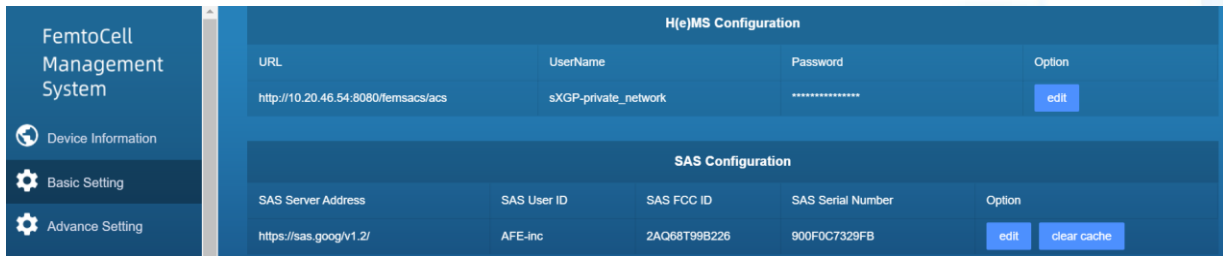 FemtoCell
Management
System
Device Information
Basic Setting
Advance Setting
H(e)MS Configuration
URL UserName Password Option
http://10.20.46.54:8080/femsacs/acs sXGP-private_network *************** edit
SAS Configuration
SAS Server Address SAS User ID SAS FCC ID SAS Serial Number Option
https://sas.goog/v1.2/ AFE-inc 2AQ68T99B226 900F0C7329FB edit clear cache